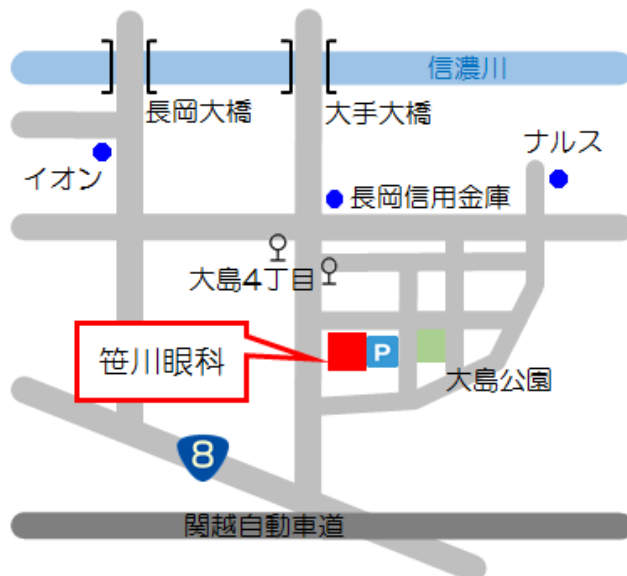 信濃川
長岡大橋
大手大橋
ナルス
イオン
長岡信用金庫
大島4丁目
笹川眼科
P
大島公園
8
関越自動車道